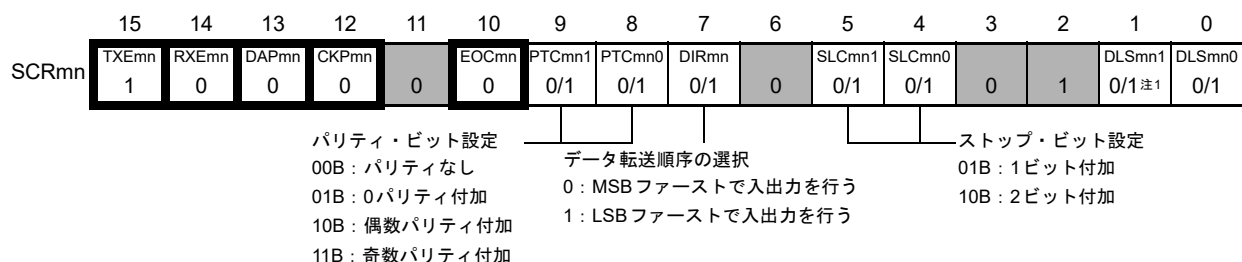 15 14 13 12 11 10 9 8 7 6 5 4 3 2 1 0
SCRmn TXEmn RXEmn DAPmn CKPmn EOCmn PTCmn1 PTCmn0 DIRmn SLCmn1 SLCmn0 DLSmn1 DLSmn0
1 0 0 0 0 0 0/1 0/1 0/1 0 0/1 0/1 0 1 0/1注1 0/1
パリティ・ビット設定
00B：パリティなし
01B：0パリティ付加
10B：偶数パリティ付加
11B：奇数パリティ付加
データ転送順序の選択
0：MSBファーストで入出力を行う
1：LSBファーストで入出力を行う
ストップ・ビット設定
01B：1ビット付加
10B：2ビット付加